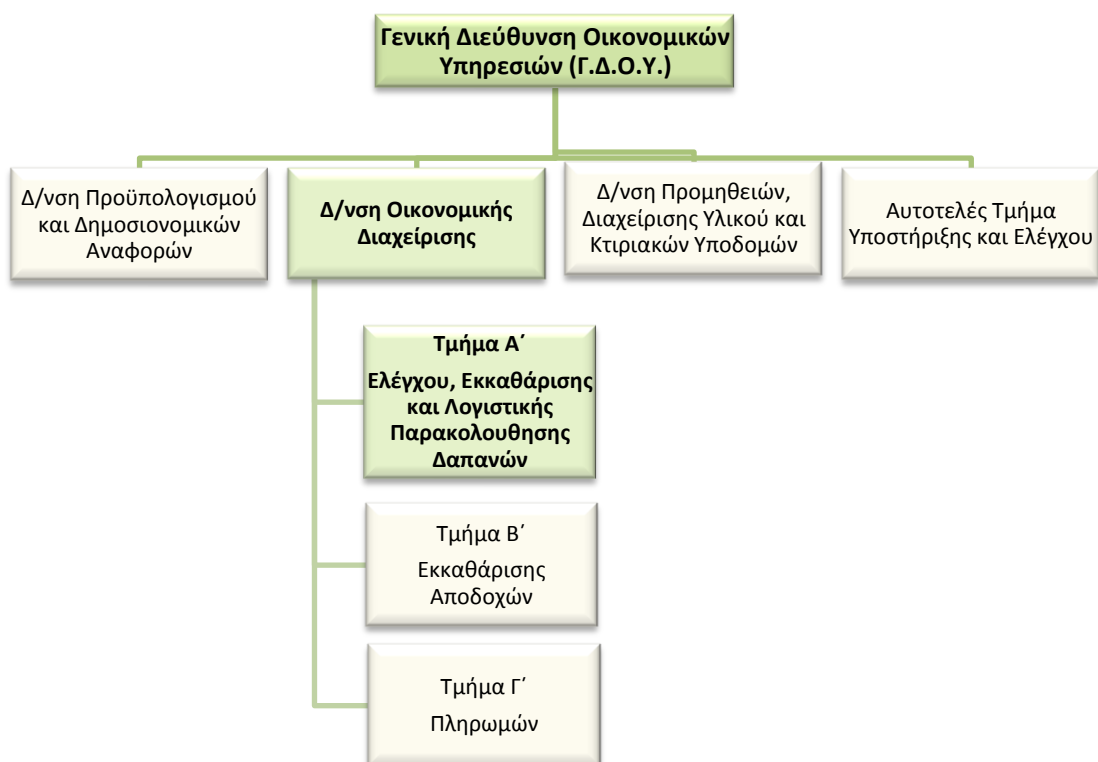 Γενική Διεύθυνση Οικονομικών
Υπηρεσιών (Γ.Δ.Ο.Υ.)
Δ/νση Προϋπολογισμού
και Δημοσιονομικών
Αναφορών
Δ/νση Οικονομικής
Διαχείρισης
Δ/νση Προμηθειών,
Διαχείρισης Υλικού και
Κτιριακών Υποδομών
Αυτοτελές Τμήμα
Υποστήριξης και Ελέγχου
Τμήμα Α΄
Ελέγχου, Εκκαθάρισης
και Λογιστικής
Παρακολουθησης
Δαπανών
Τμήμα Β΄
Εκκαθάρισης
Αποδοχών
Τμήμα Γ΄
Πληρωμών